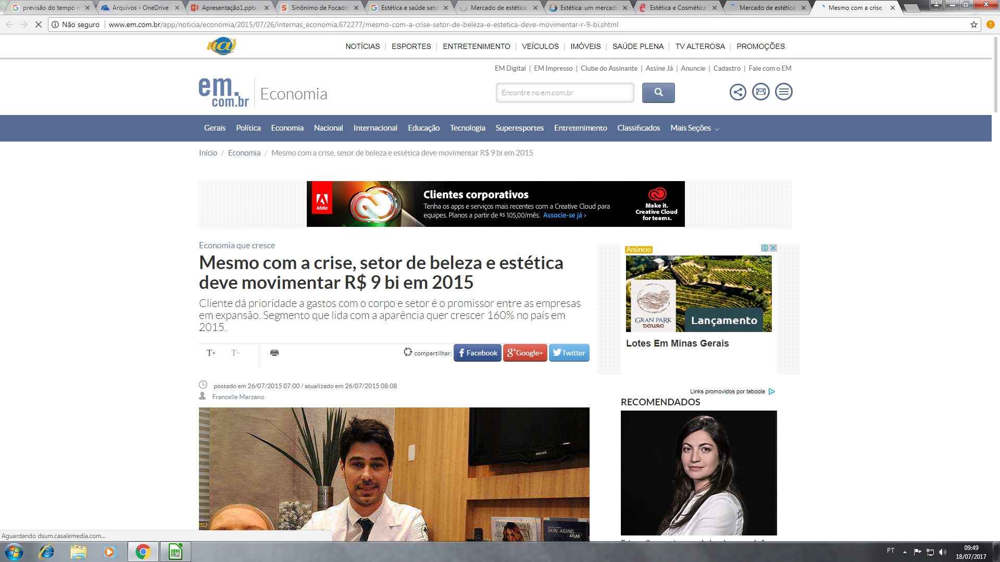 previsão do tempo n
Arquivos - OneDrive
Apresentação1.pptx
Sinônimo de Focado
Estética e saúde seto
Mercado de estética
Estética: um mercado
Estética e Cosmética
Mercado de estética
Mesmo com a crise,
Não seguro
www.em.com.br/app/noticia/economia/2015/07/26/internas_economia,672277/mesmo-com-a-crise-setor-de-beleza-e-estetica-deve-movimentar-r-9-bi.shtml
uai
NOTÍCIAS | ESPORTES | ENTRETENIMENTO | VEÍCULOS | IMÓVEIS | SAÚDE PLENA | TV ALTEROSA | PROMOÇÕES
EM Digital | EM Impresso | Clube do Assinante | Assine Já | Anuncie | Cadastro | Fale com o EM
em.
com.br
Economia
Encontre no em.com.br
Gerais Política Economia Nacional Internacional Educação Tecnologia Superesportes Entretenimento Classificados Mais Seções
Início / Economia / Mesmo com a crise, setor de beleza e estética deve movimentar R$ 9 bi em 2015
Adobe
Clientes corporativos
Tenha os apps e serviços mais recentes com a Creative Cloud para
equipes. Planos a partir de R$ 105,00/mês. Associe-se já ›
Make it.
Creative Cloud
for teams.
Economia que cresce
Mesmo com a crise, setor de beleza e estética
deve movimentar R$ 9 bi em 2015
Cliente dá prioridade a gastos com o corpo e setor é o promissor entre as empresas
em expansão. Segmento que lida com a aparência quer crescer 160% no país em
2015.
T+ T-
compartilhar: Facebook Google+ Twitter
postado em 26/07/2015 07:00 / atualizado em 26/07/2015 08:08
Francelle Marzano
PHILIPS
SKIN AGING
ATLAS
Anúncio
GRAN PARK
DOURO
Lançamento
Lotes Em Minas Gerais
Links promovidos por taboola
RECOMENDADOS
Aguardando dsum.casalemedia.com...
PT
09:49
18/07/2017